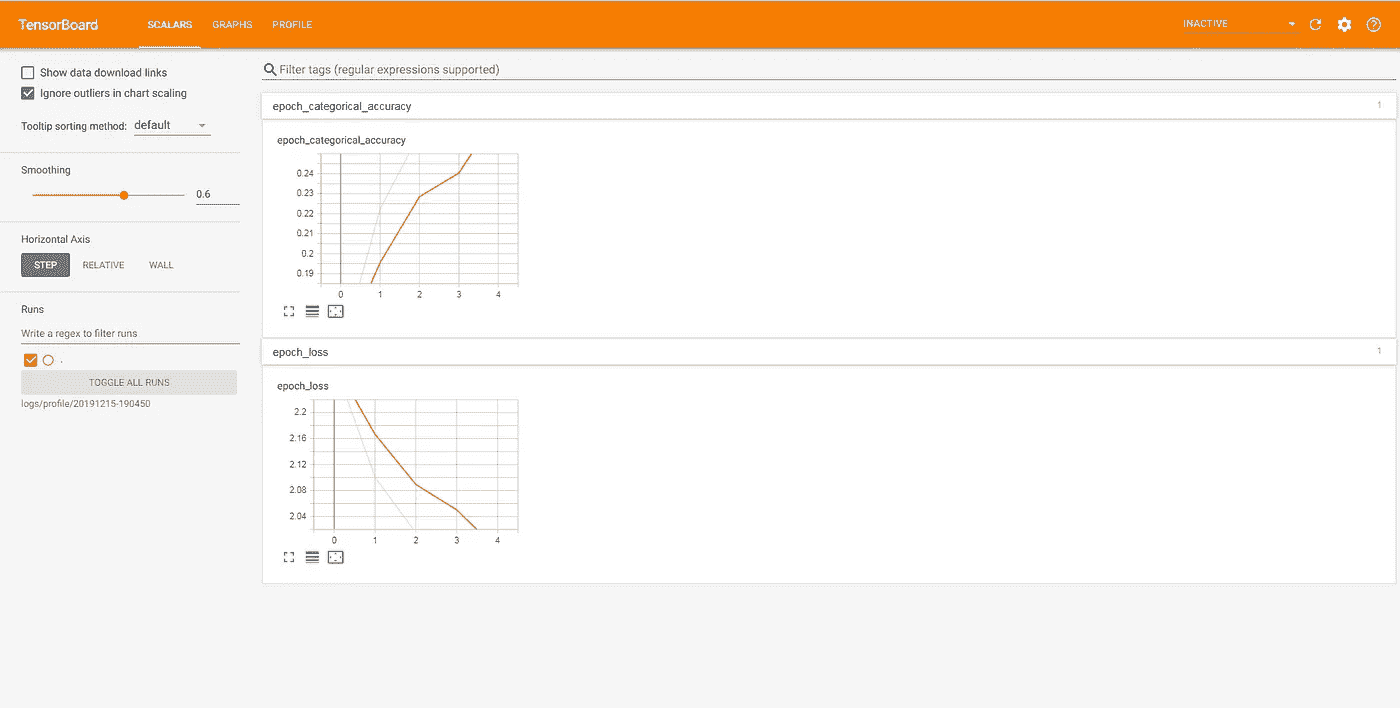 TensorBoard SCALARS GRAPHS PROFILE INACTIVE
Show data download links
Ignore outliers in chart scaling
Tooltip sorting method: default
Smoothing
0.6
Horizontal Axis
STEP RELATIVE WALL
Runs
Write a regex to filter runs
.
TOGGLE ALL RUNS
logs/profile/20191215-190450
Filter tags (regular expressions supported)
epoch_categorical_accuracy 1
epoch_categorical_accuracy
0.24
0.23
0.22
0.21
0.2
0.19
0 1 2 3 4
epoch_loss 1
epoch_loss
2.2
2.16
2.12
2.08
2.04
0 1 2 3 4